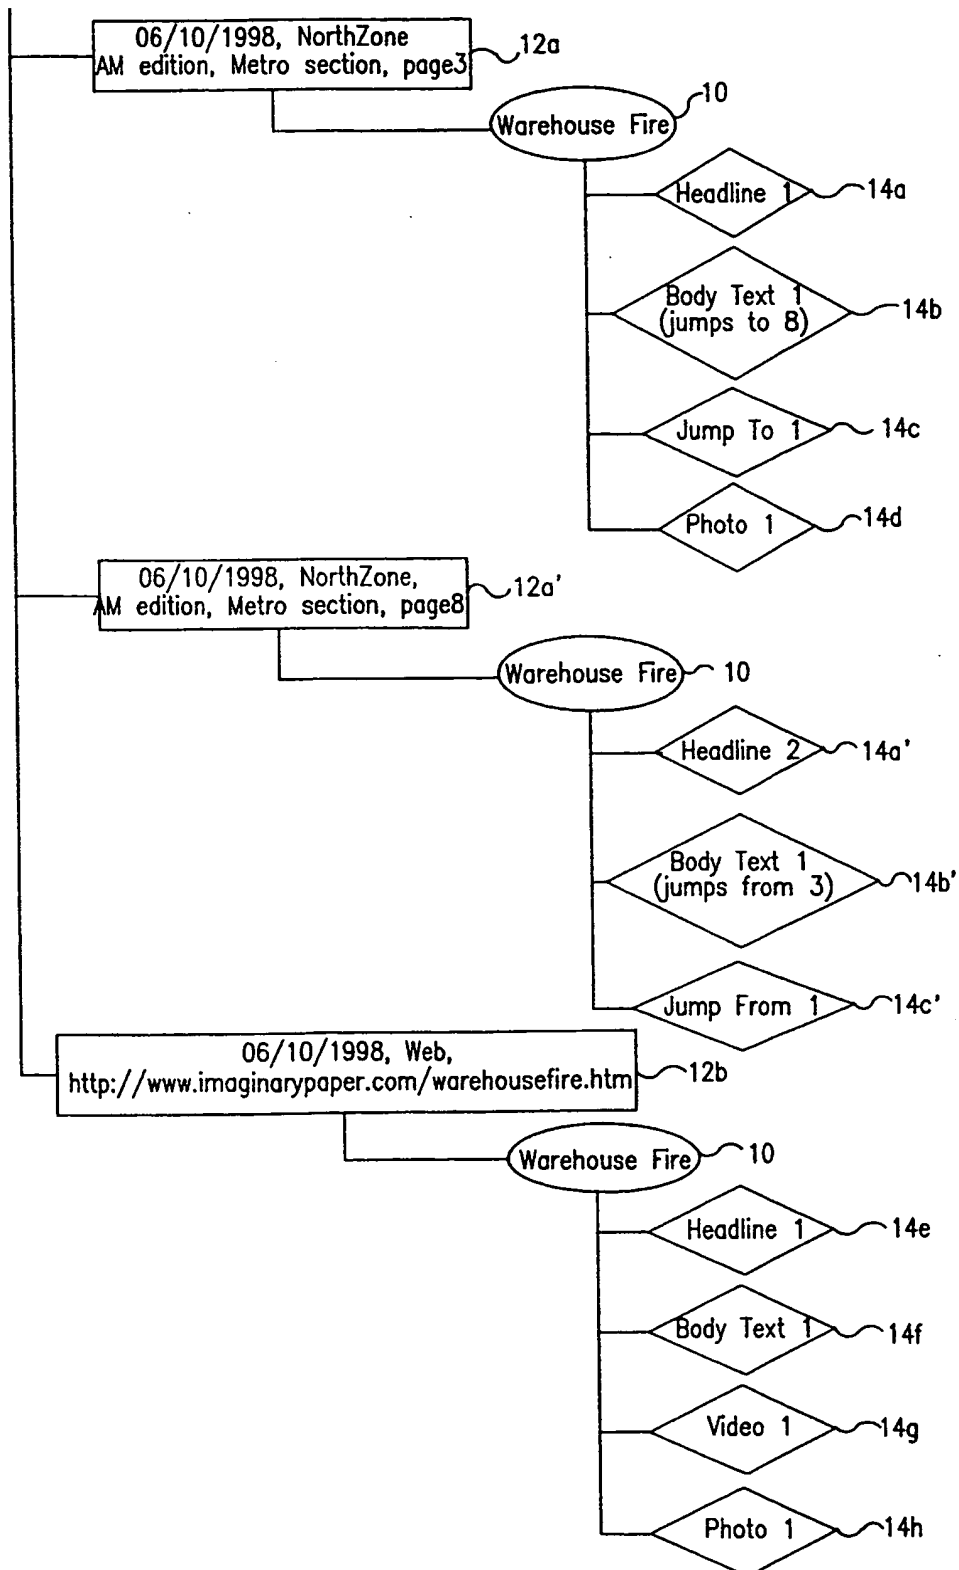 06/10/1998, NorthZone
AM edition, Metro section, page3
12a
Warehouse Fire
10
Headline 1
14a
Body Text 1
(jumps to 8)
14b
Jump To 1
14c
Photo 1
14d
06/10/1998, NorthZone,
AM edition, Metro section, page8
12a'
Warehouse Fire
10
Headline 2
14a'
Body Text 1
(jumps from 3)
14b'
Jump From 1
14c'
06/10/1998, Web,
http://www.imaginarypaper.com/warehousefire.htm
12b
Warehouse Fire
10
Headline 1
14e
Body Text 1
14f
Video 1
14g
Photo 1
14h